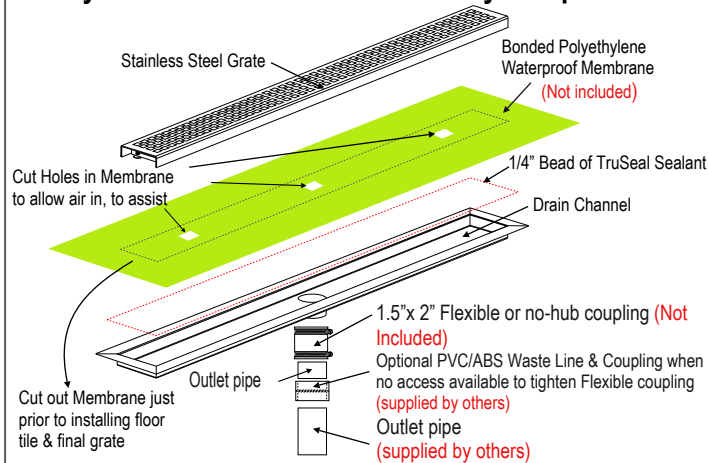 Stainless Steel Grate
Bonded Polyethylene
Waterproof Membrane
(Not included)
Cut Holes in Membrane
to allow air in, to assist
1/4” Bead of TruSeal Sealant
Drain Channel
1.5”x 2” Flexible or no-hub coupling (Not
Included)
Outlet pipe
Optional PVC/ABS Waste Line & Coupling when
no access available to tighten Flexible coupling
(supplied by others)
Cut out Membrane just
prior to installing floor
tile & final grate
Outlet pipe
(supplied by others)